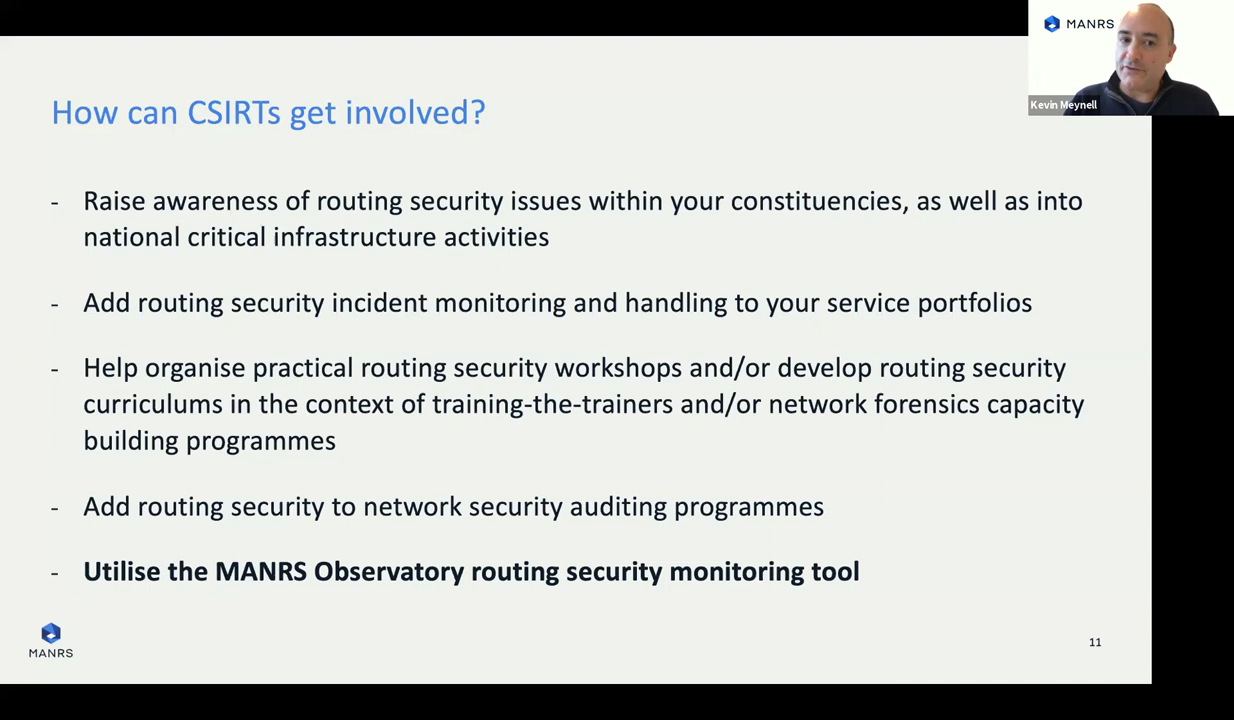 MANRS
Kevin Meynell
How can CSIRTs get involved?
- Raise awareness of routing security issues within your constituencies, as well as into
national critical infrastructure activities
- Add routing security incident monitoring and handling to your service portfolios
- Help organise practical routing security workshops and/or develop routing security
curriculums in the context of training-the-trainers and/or network forensics capacity
building programmes
- Add routing security to network security auditing programmes
- Utilise the MANRS Observatory routing security monitoring tool
MANRS
11